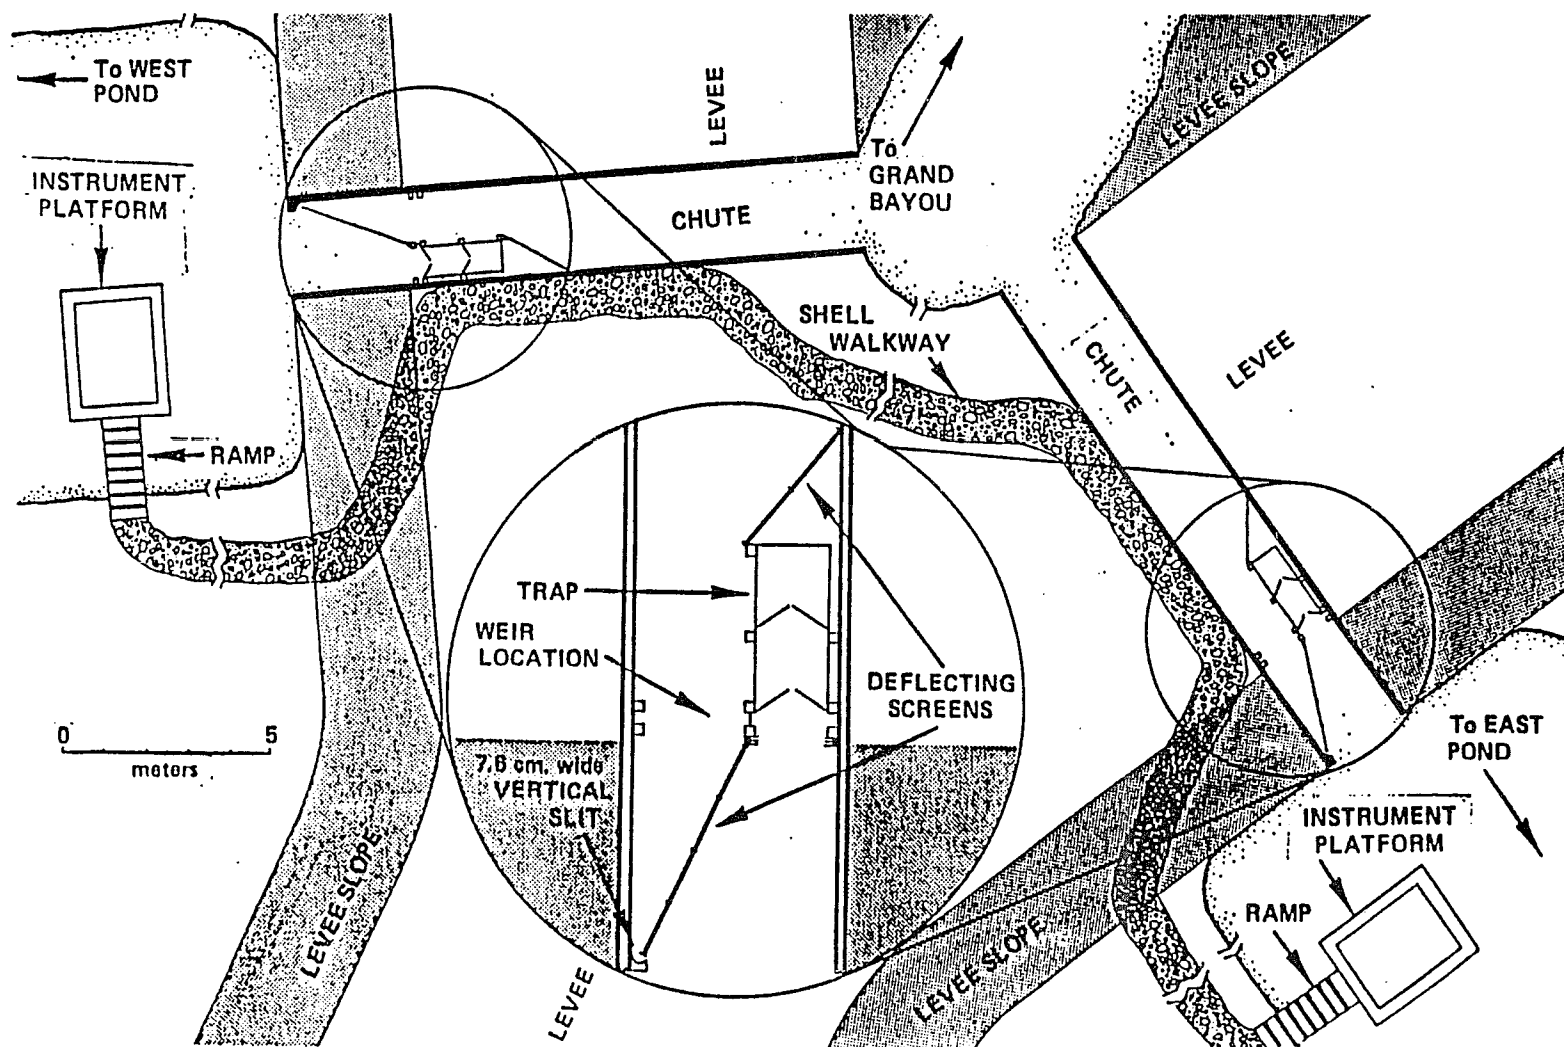 To WEST
POND
INSTRUMENT
PLATFORM
RAMP
LEVEE
CHUTE
To
GRAND
BAYOU
LEVEE SLOPE
SHELL
WALKWAY
CHUTE
LEVEE
TRAP
WEIR
LOCATION
DEFLECTING
SCREENS
7.6 cm. wide
VERTICAL
SLIT
0 5
meters
LEVEE SLOPE
LEVEE
LEVEE SLOPE
To EAST
POND
INSTRUMENT
PLATFORM
RAMP